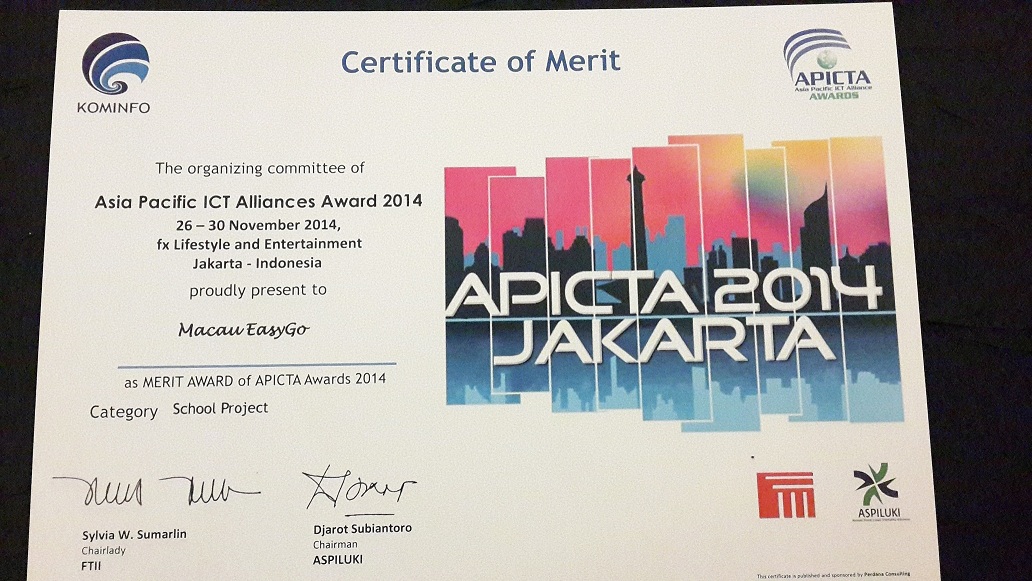 Certificate of Merit
KOMINFO
APICTA
Asia Pacific ICT Alliance
AWARDS
The organizing committee of
Asia Pacific ICT Alliances Award 2014
26 – 30 November 2014,
fx Lifestyle and Entertainment
Jakarta - Indonesia
proudly present to
Macau EasyGo
as MERIT AWARD of APICTA Awards 2014
Category School Project
APICTA 2014
JAKARTA
Sylvia W. Sumarlin
Chairlady
FTII
Djarot Subiantoro
Chairman
ASPILUKI
ASPILUKI
This certificate is published and sponsored by Perdana Consulting